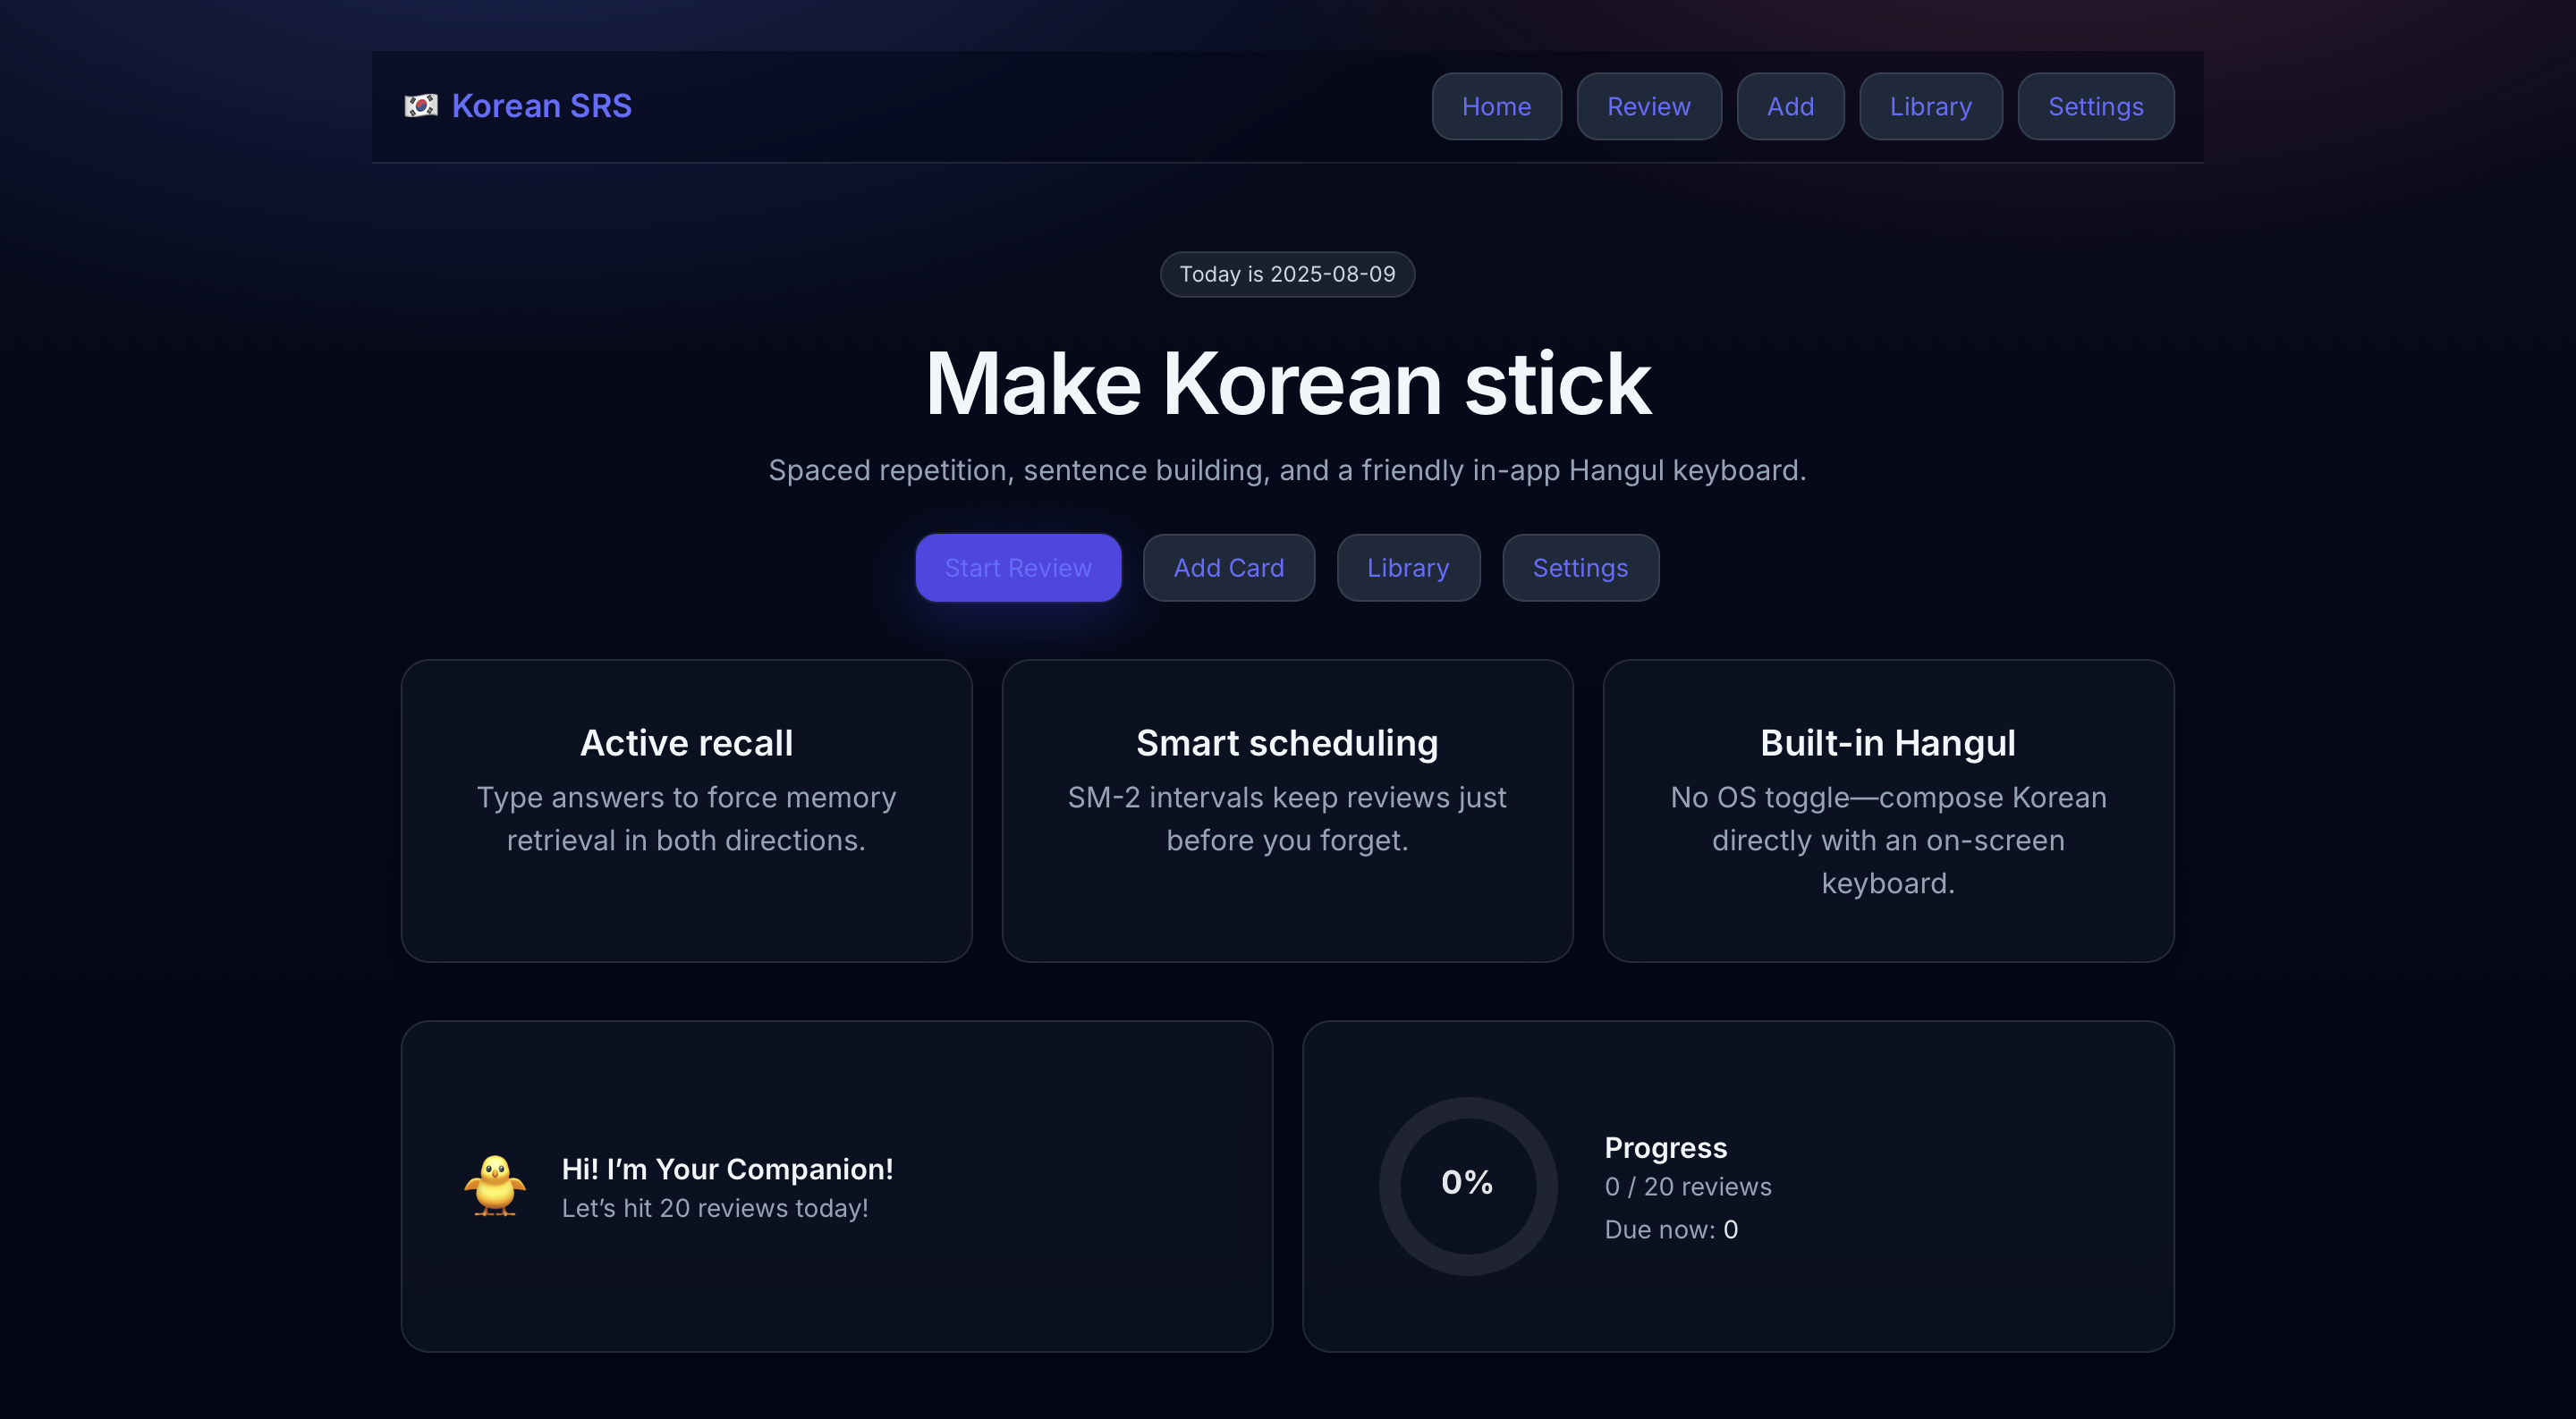 Korean SRS
Home
Review
Add
Library
Settings
Today is 2025-08-09
Make Korean stick
Spaced repetition, sentence building, and a friendly in-app Hangul keyboard.
Start Review
Add Card
Library
Settings
Active recall
Type answers to force memory
retrieval in both directions.
Smart scheduling
SM-2 intervals keep reviews just
before you forget.
Built-in Hangul
No OS toggle—compose Korean
directly with an on-screen
keyboard.
Hi! I’m Your Companion!
Let’s hit 20 reviews today!
0%
Progress
0 / 20 reviews
Due now: 0